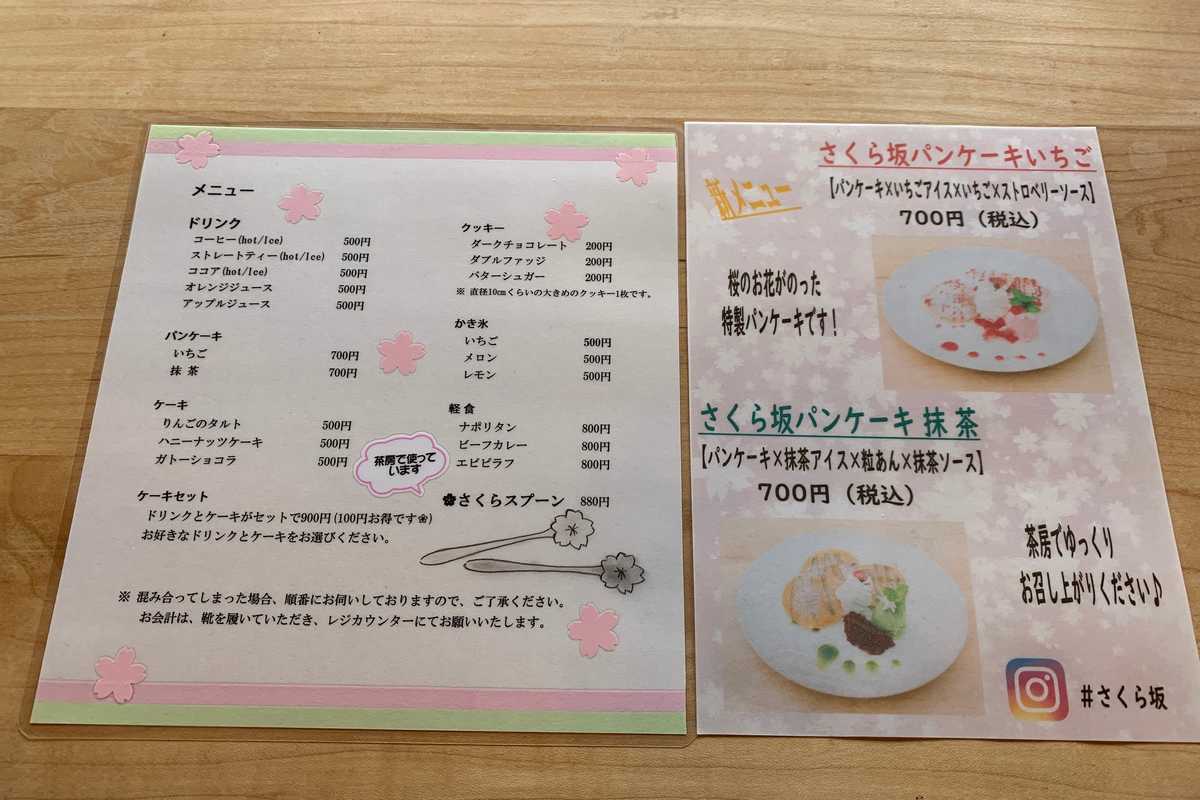 メニュー
ドリンク
コーヒー(hot/Ice) 500円
ストレートティー(hot/Ice) 500円
ココア(hot/Ice) 500円
オレンジジュース 500円
アップルジュース 500円
パンケーキ
いちご 700円
抹茶 700円
ケーキ
りんごのタルト 500円
ハニーナッツケーキ 500円
ガトーショコラ 500円
ケーキセット
ドリンクとケーキがセットで900円(100円お得です❀)
お好きなドリンクとケーキをお選びください。
クッキー
ダークチョコレート 200円
ダブルファッジ 200円
バターシュガー 200円
※ 直径10cmくらいの大きめのクッキー1枚です。
かき氷
いちご 500円
メロン 500円
レモン 500円
軽食
ナポリタン 800円
ビーフカレー 800円
エビピラフ 800円
茶房で使って
います
✿さくらスプーン 880円
※ 混み合ってしまった場合、順番にお伺いしておりますので、ご了承ください。
お会計は、靴を履いていただき、レジカウンターにてお願いいたします。
新メニュー
さくら坂パンケーキいちご
【パンケーキ×いちごアイス×いちご×ストロベリーソース】
700円（税込）
桜のお花がのった
特製パンケーキです！
さくら坂パンケーキ抹茶
【パンケーキ×抹茶アイス×粒あん×抹茶ソース】
700円（税込）
茶房でゆっくり
お召し上がりください♪
#さくら坂